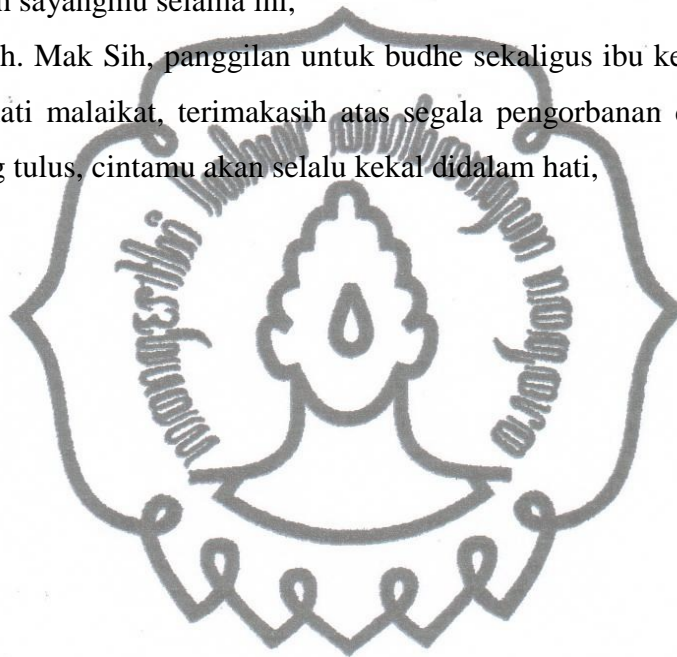 sayangmu selama ini,
h. Mak Sih, panggilan untuk budhe sekaligus ibu ke
ati malaikat, terimakasih atas segala pengorbanan
g tulus, cintamu akan selalu kekal didalam hati,